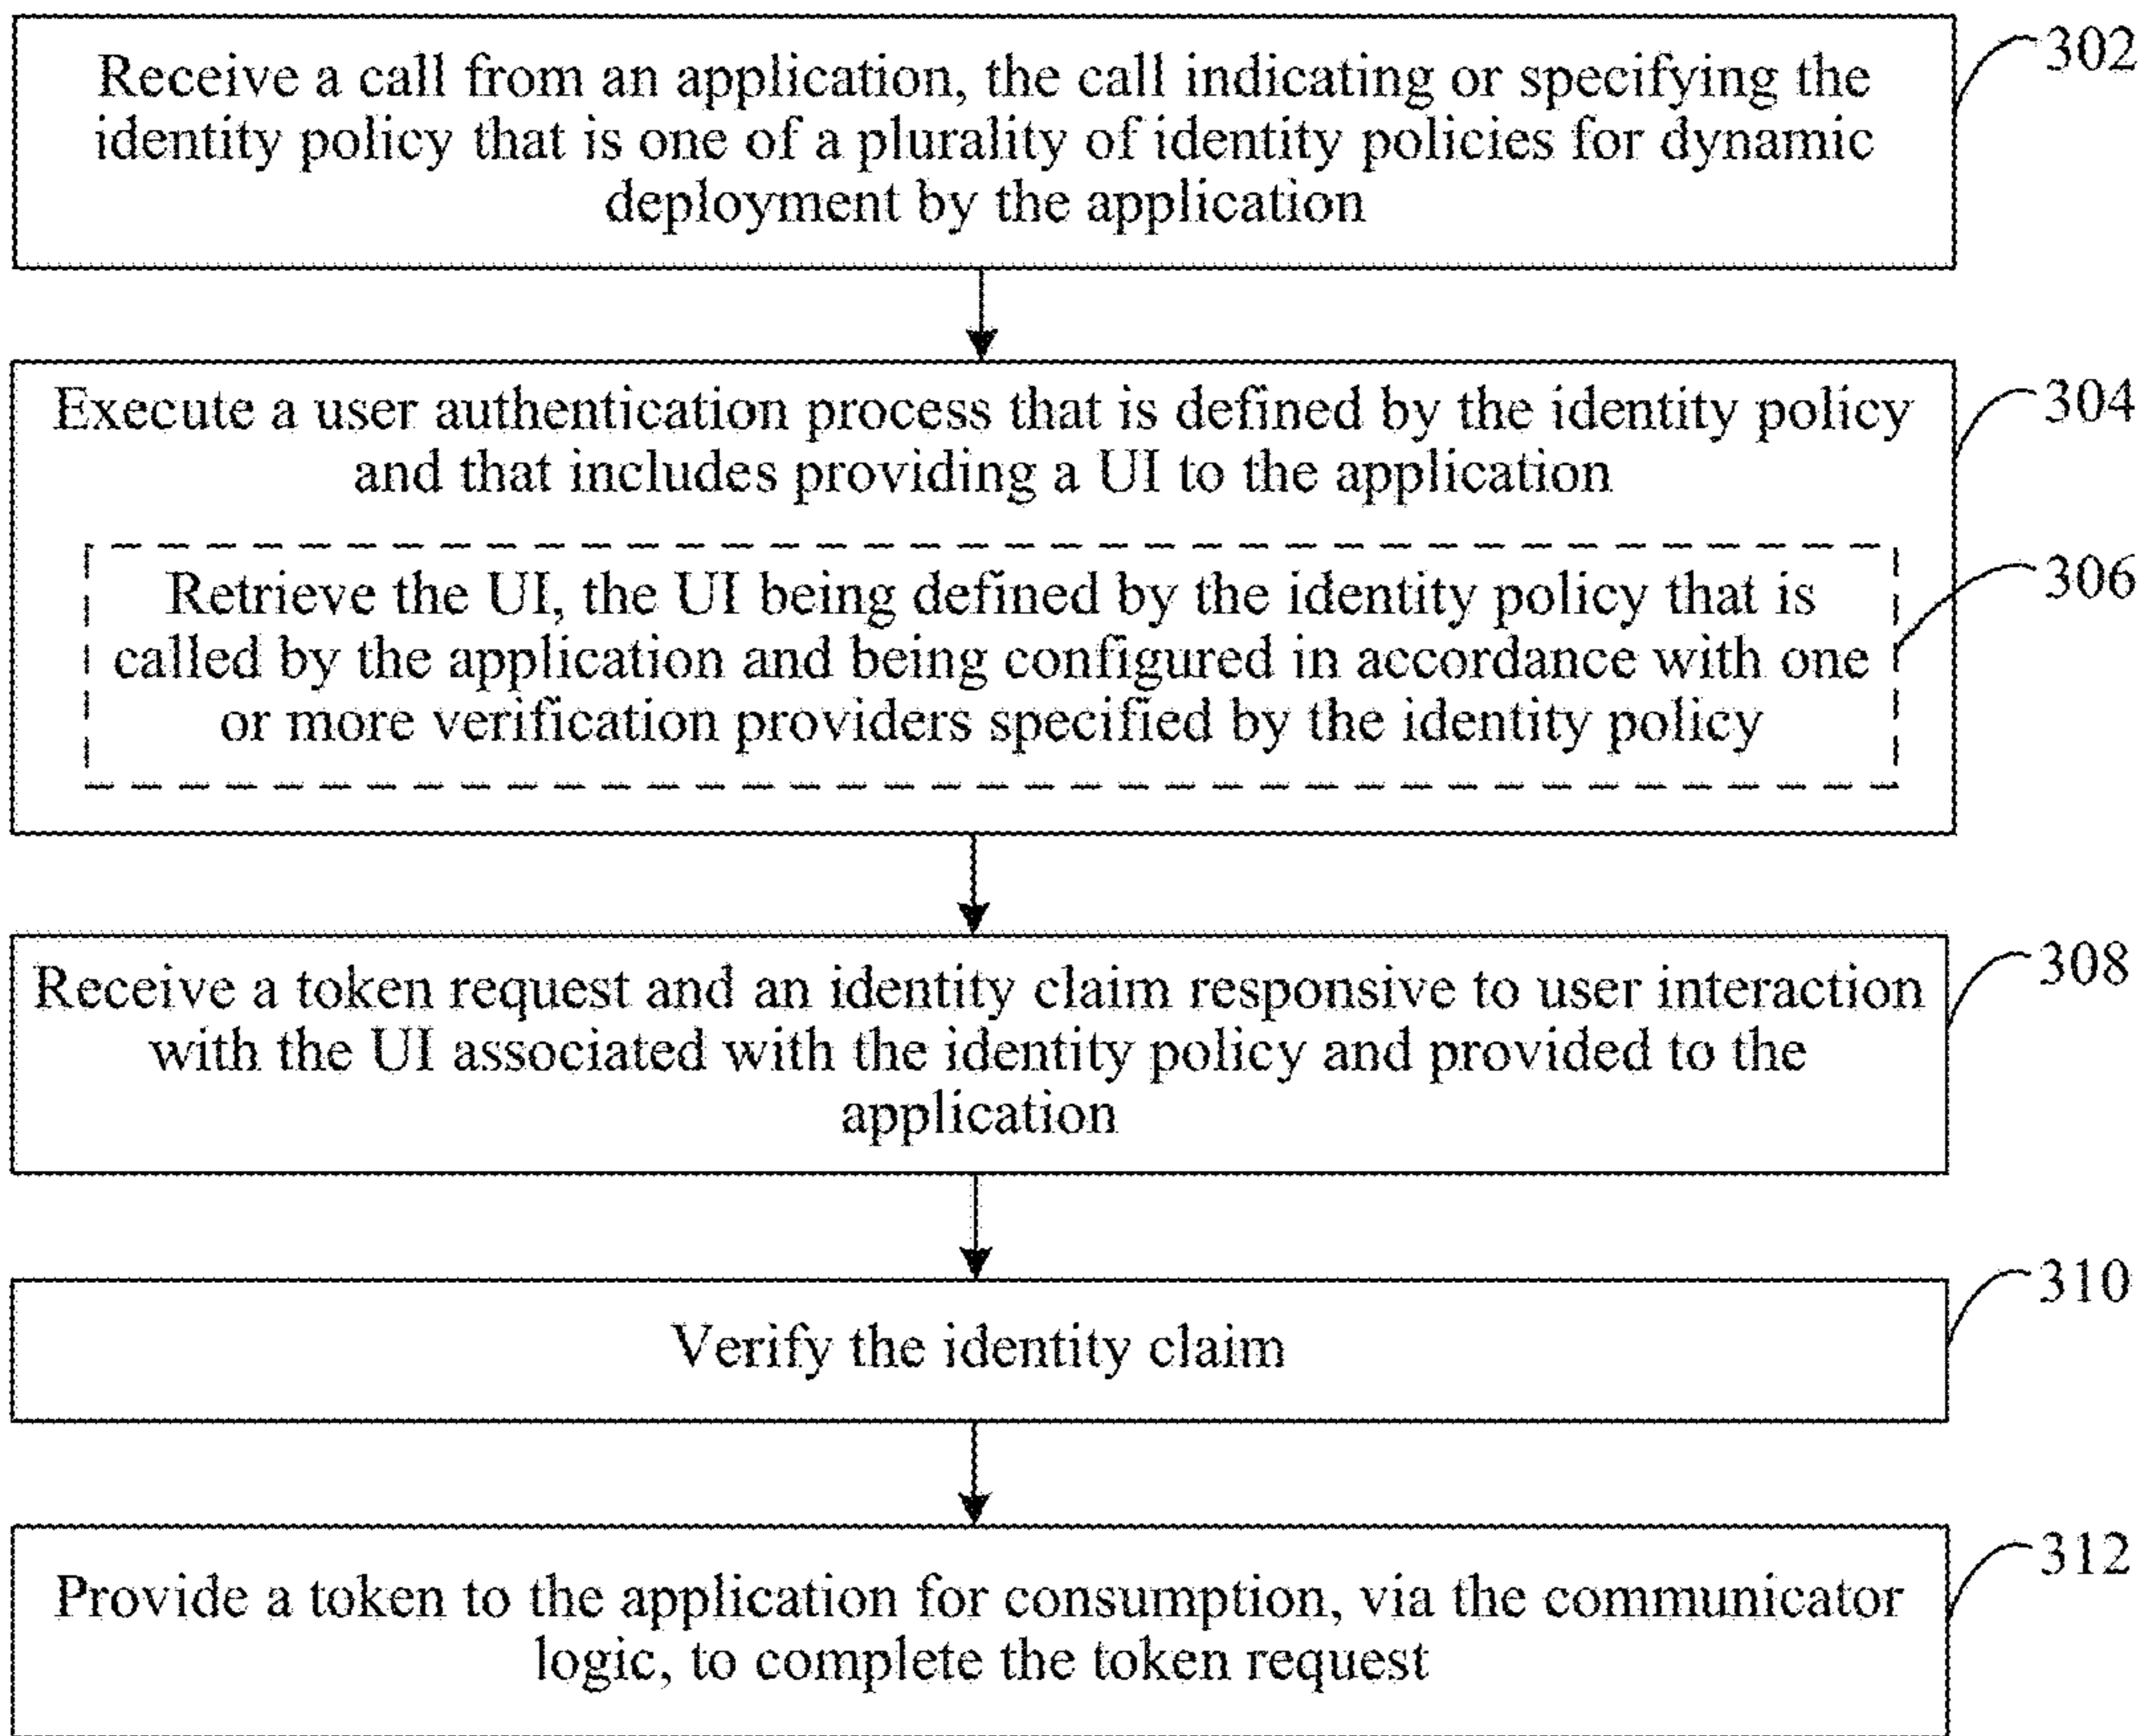 302
Receive a call from an application, the call indicating or specifying the
identity policy that is one of a plurality of identity policies for dynamic
deployment by the application
304
Execute a user authentication process that is defined by the identity policy
and that includes providing a UI to the application
306
Retrieve the UI, the UI being defined by the identity policy that is
called by the application and being configured in accordance with one
or more verification providers specified by the identity policy
308
Receive a token request and an identity claim responsive to user interaction
with the UI associated with the identity policy and provided to the
application
310
Verify the identity claim
312
Provide a token to the application for consumption, via the communicator
logic, to complete the token request